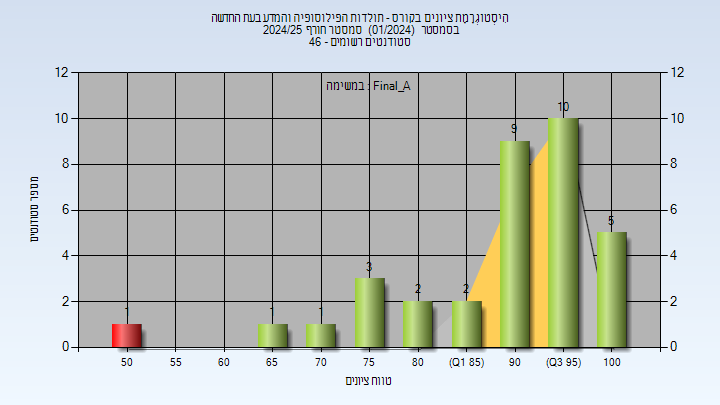 הִיסְטוֹגְרָמַת ציונים בקורס - תולדות הפילוסופיה והמדע בעת החדשה
בסמסטר (01/2024) סמסטר חורף 2024/25
סטודנטים רשומים - 46
במשימה : Final_A
12 12
10 10
8 8
6 6
4 4
2 2
0 0
מספר סטודנטים
1 1 1 3 2 2 9 10 5
50 55 60 65 70 75 80 (Q1 85) 90 (Q3 95) 100
טווח ציונים